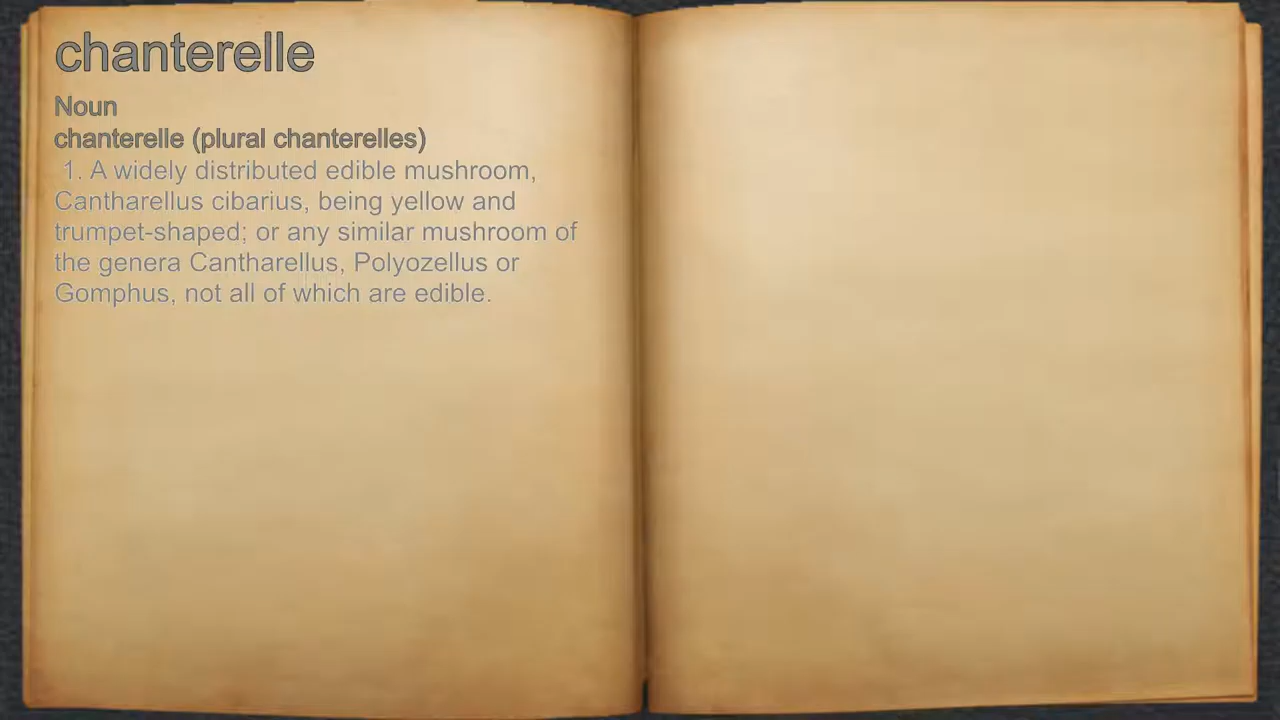 chanterelle
Noun
chanterelle (plural chanterelles)
1. A widely distributed edible mushroom,
Cantharellus cibarius, being yellow and
trumpet-shaped; or any similar mushroom of
the genera Cantharellus, Polyozellus or
Gomphus, not all of which are edible.